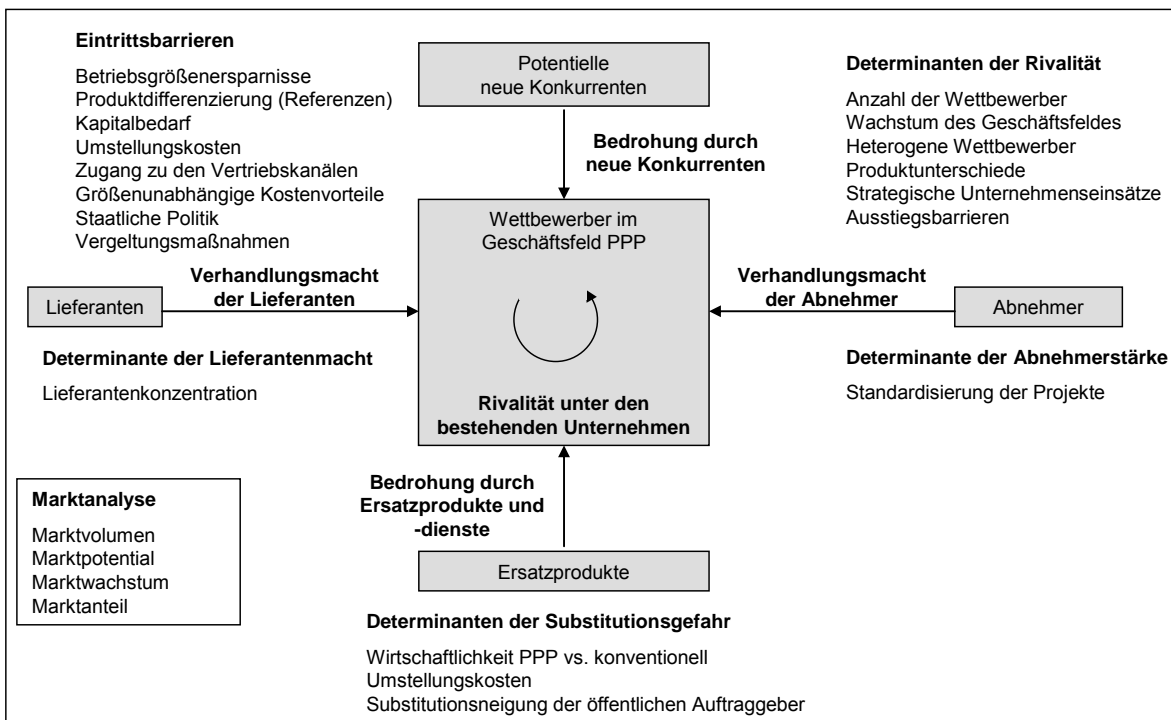 Eintrittsbarrieren
Betriebsgrößenersparnisse
Produktdifferenzierung (Referenzen)
Kapitalbedarf
Umstellungskosten
Zugang zu den Vertriebskanälen
Größenunabhängige Kostenvorteile
Staatliche Politik
Vergeltungsmaßnahmen
Potentielle
neue Konkurrenten
Bedrohung durch
neue Konkurrenten
Determinanten der Rivalität
Anzahl der Wettbewerber
Wachstum des Geschäftsfeldes
Heterogene Wettbewerber
Produktunterschiede
Strategische Unternehmenseinsätze
Ausstiegsbarrieren
Wettbewerber im
Geschäftsfeld PPP
Rivalität unter den
bestehenden Unternehmen
Verhandlungsmacht
der Lieferanten
Lieferanten
Determinante der Lieferantenmacht
Lieferantenkonzentration
Verhandlungsmacht
der Abnehmer
Abnehmer
Determinante der Abnehmerstärke
Standardisierung der Projekte
Marktanalyse
Marktvolumen
Marktpotential
Marktwachstum
Marktanteil
Bedrohung durch
Ersatzprodukte und
-dienste
Ersatzprodukte
Determinanten der Substitutionsgefahr
Wirtschaftlichkeit PPP vs. konventionell
Umstellungskosten
Substitutionsneigung der öffentlichen Auftraggeber